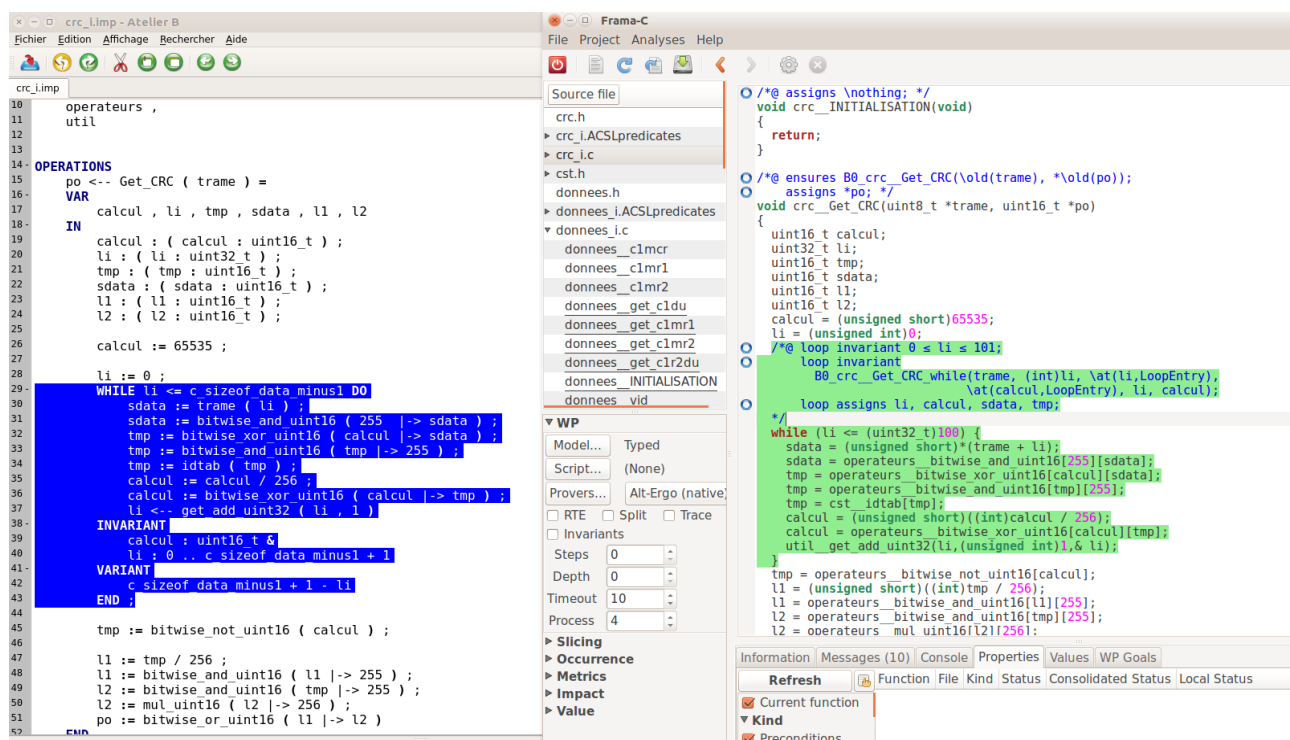 crc_i.imp - Atelier B
Fichier Edition Affichage Rechercher Aide
crc_i.imp
10 operateurs ,
11 util
12
13
14 OPERATIONS
15 po <-- Get_CRC ( trame ) =
16 VAR
17 calcul , li , tmp , sdata , l1 , l2
18 IN
19 calcul : ( calcul : uint16_t ) ;
20 li : ( li : uint32_t ) ;
21 tmp : ( tmp : uint16_t ) ;
22 sdata : ( sdata : uint16_t ) ;
23 l1 : ( l1 : uint16_t ) ;
24 l2 : ( l2 : uint16_t ) ;
25
26 calcul := 65535 ;
27
28 li := 0 ;
29 WHILE li <= c_sizeof_data_minus1 DO
30 sdata := trame ( li ) ;
31 sdata := bitwise_and_uint16 ( 255 |-> sdata ) ;
32 tmp := bitwise_xor_uint16 ( calcul |-> sdata ) ;
33 tmp := bitwise_and_uint16 ( tmp |-> 255 ) ;
34 tmp := idtab ( tmp ) ;
35 calcul := calcul / 256 ;
36 calcul := bitwise_xor_uint16 ( calcul |-> tmp ) ;
37 li <-- get_add_uint32 ( li , 1 )
38 INVARIANT
39 calcul : uint16_t &
40 li : 0 .. c_sizeof_data_minus1 + 1
41 VARIANT
42 c_sizeof_data_minus1 + 1 - li
43 END ;
44
45 tmp := bitwise_not_uint16 ( calcul ) ;
46
47 l1 := tmp / 256 ;
48 l1 := bitwise_and_uint16 ( l1 |-> 255 ) ;
49 l2 := bitwise_and_uint16 ( tmp |-> 255 ) ;
50 l2 := mul_uint16 ( l2 |-> 256 ) ;
51 po := bitwise_or_uint16 ( l1 |-> l2 )
52 END
Frama-C
File Project Analyses Help
Source file
crc.h
crc_i.ACSLpredicates
crc_i.c
cst.h
donnees.h
donnees_i.ACSLpredicates
donnees_i.c
donnees__c1mcr
donnees__c1mr1
donnees__c1mr2
donnees__get_c1du
donnees__get_c1mr1
donnees__get_c1mr2
donnees__get_c1r2du
donnees__INITIALISATION
donnees__vid
WP
Model... Typed
Script... (None)
Provers... Alt-Ergo (native)
RTE Split Trace
Invariants
Steps 0
Depth 0
Timeout 10
Process 4
Slicing
Occurrence
Metrics
Impact
Value
/*@ assigns \nothing; */
void crc__INITIALISATION(void)
{
return;
}
/*@ ensures B0_crc__Get_CRC(\old(trame), *\old(po));
assigns *po; */
void crc__Get_CRC(uint8_t *trame, uint16_t *po)
{
uint16_t calcul;
uint32_t li;
uint16_t tmp;
uint16_t sdata;
uint16_t l1;
uint16_t l2;
calcul = (unsigned short)65535;
li = (unsigned int)0;
/*@ loop invariant 0 ≤ li ≤ 101;
loop invariant
B0_crc__Get_CRC_while(trame, (int)li, \at(li,LoopEntry),
\at(calcul,LoopEntry), li, calcul);
loop assigns li, calcul, sdata, tmp;
*/
while (li <= (uint32_t)100) {
sdata = (unsigned short)*(trame + li);
sdata = operateurs__bitwise_and_uint16[255][sdata];
tmp = operateurs__bitwise_xor_uint16[calcul][sdata];
tmp = operateurs__bitwise_and_uint16[tmp][255];
tmp = cst__idtab[tmp];
calcul = (unsigned short)((int)calcul / 256);
calcul = operateurs__bitwise_xor_uint16[calcul][tmp];
util__get_add_uint32(li,(unsigned int)1,& li);
}
tmp = operateurs__bitwise_not_uint16[calcul];
l1 = (unsigned short)((int)tmp / 256);
l1 = operateurs__bitwise_and_uint16[l1][255];
l2 = operateurs__bitwise_and_uint16[tmp][255];
l2 = operateurs__mul_uint16[l2][256];
Information Messages (10) Console Properties Values WP Goals
Refresh Function File Kind Status Consolidated Status Local Status
Current function
Kind
Preconditions